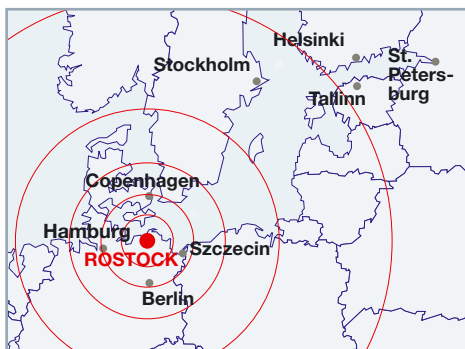 Helsinki
St.
Peters-
burg
Stockholm
Tallinn
Copenhagen
Hamburg
ROSTOCK
Szczecin
Berlin